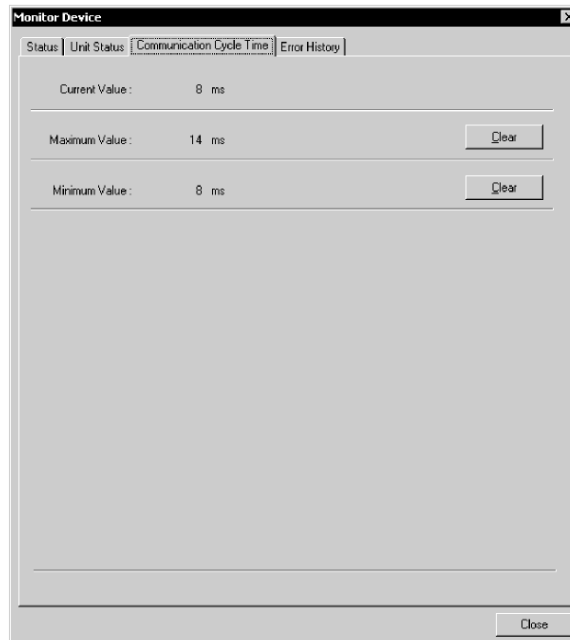 Monitor Device
Status Unit Status Communication Cycle Time Error History
Current Value : 8 ms
Maximum Value : 14 ms Clear
Minimum Value : 8 ms Clear
Close